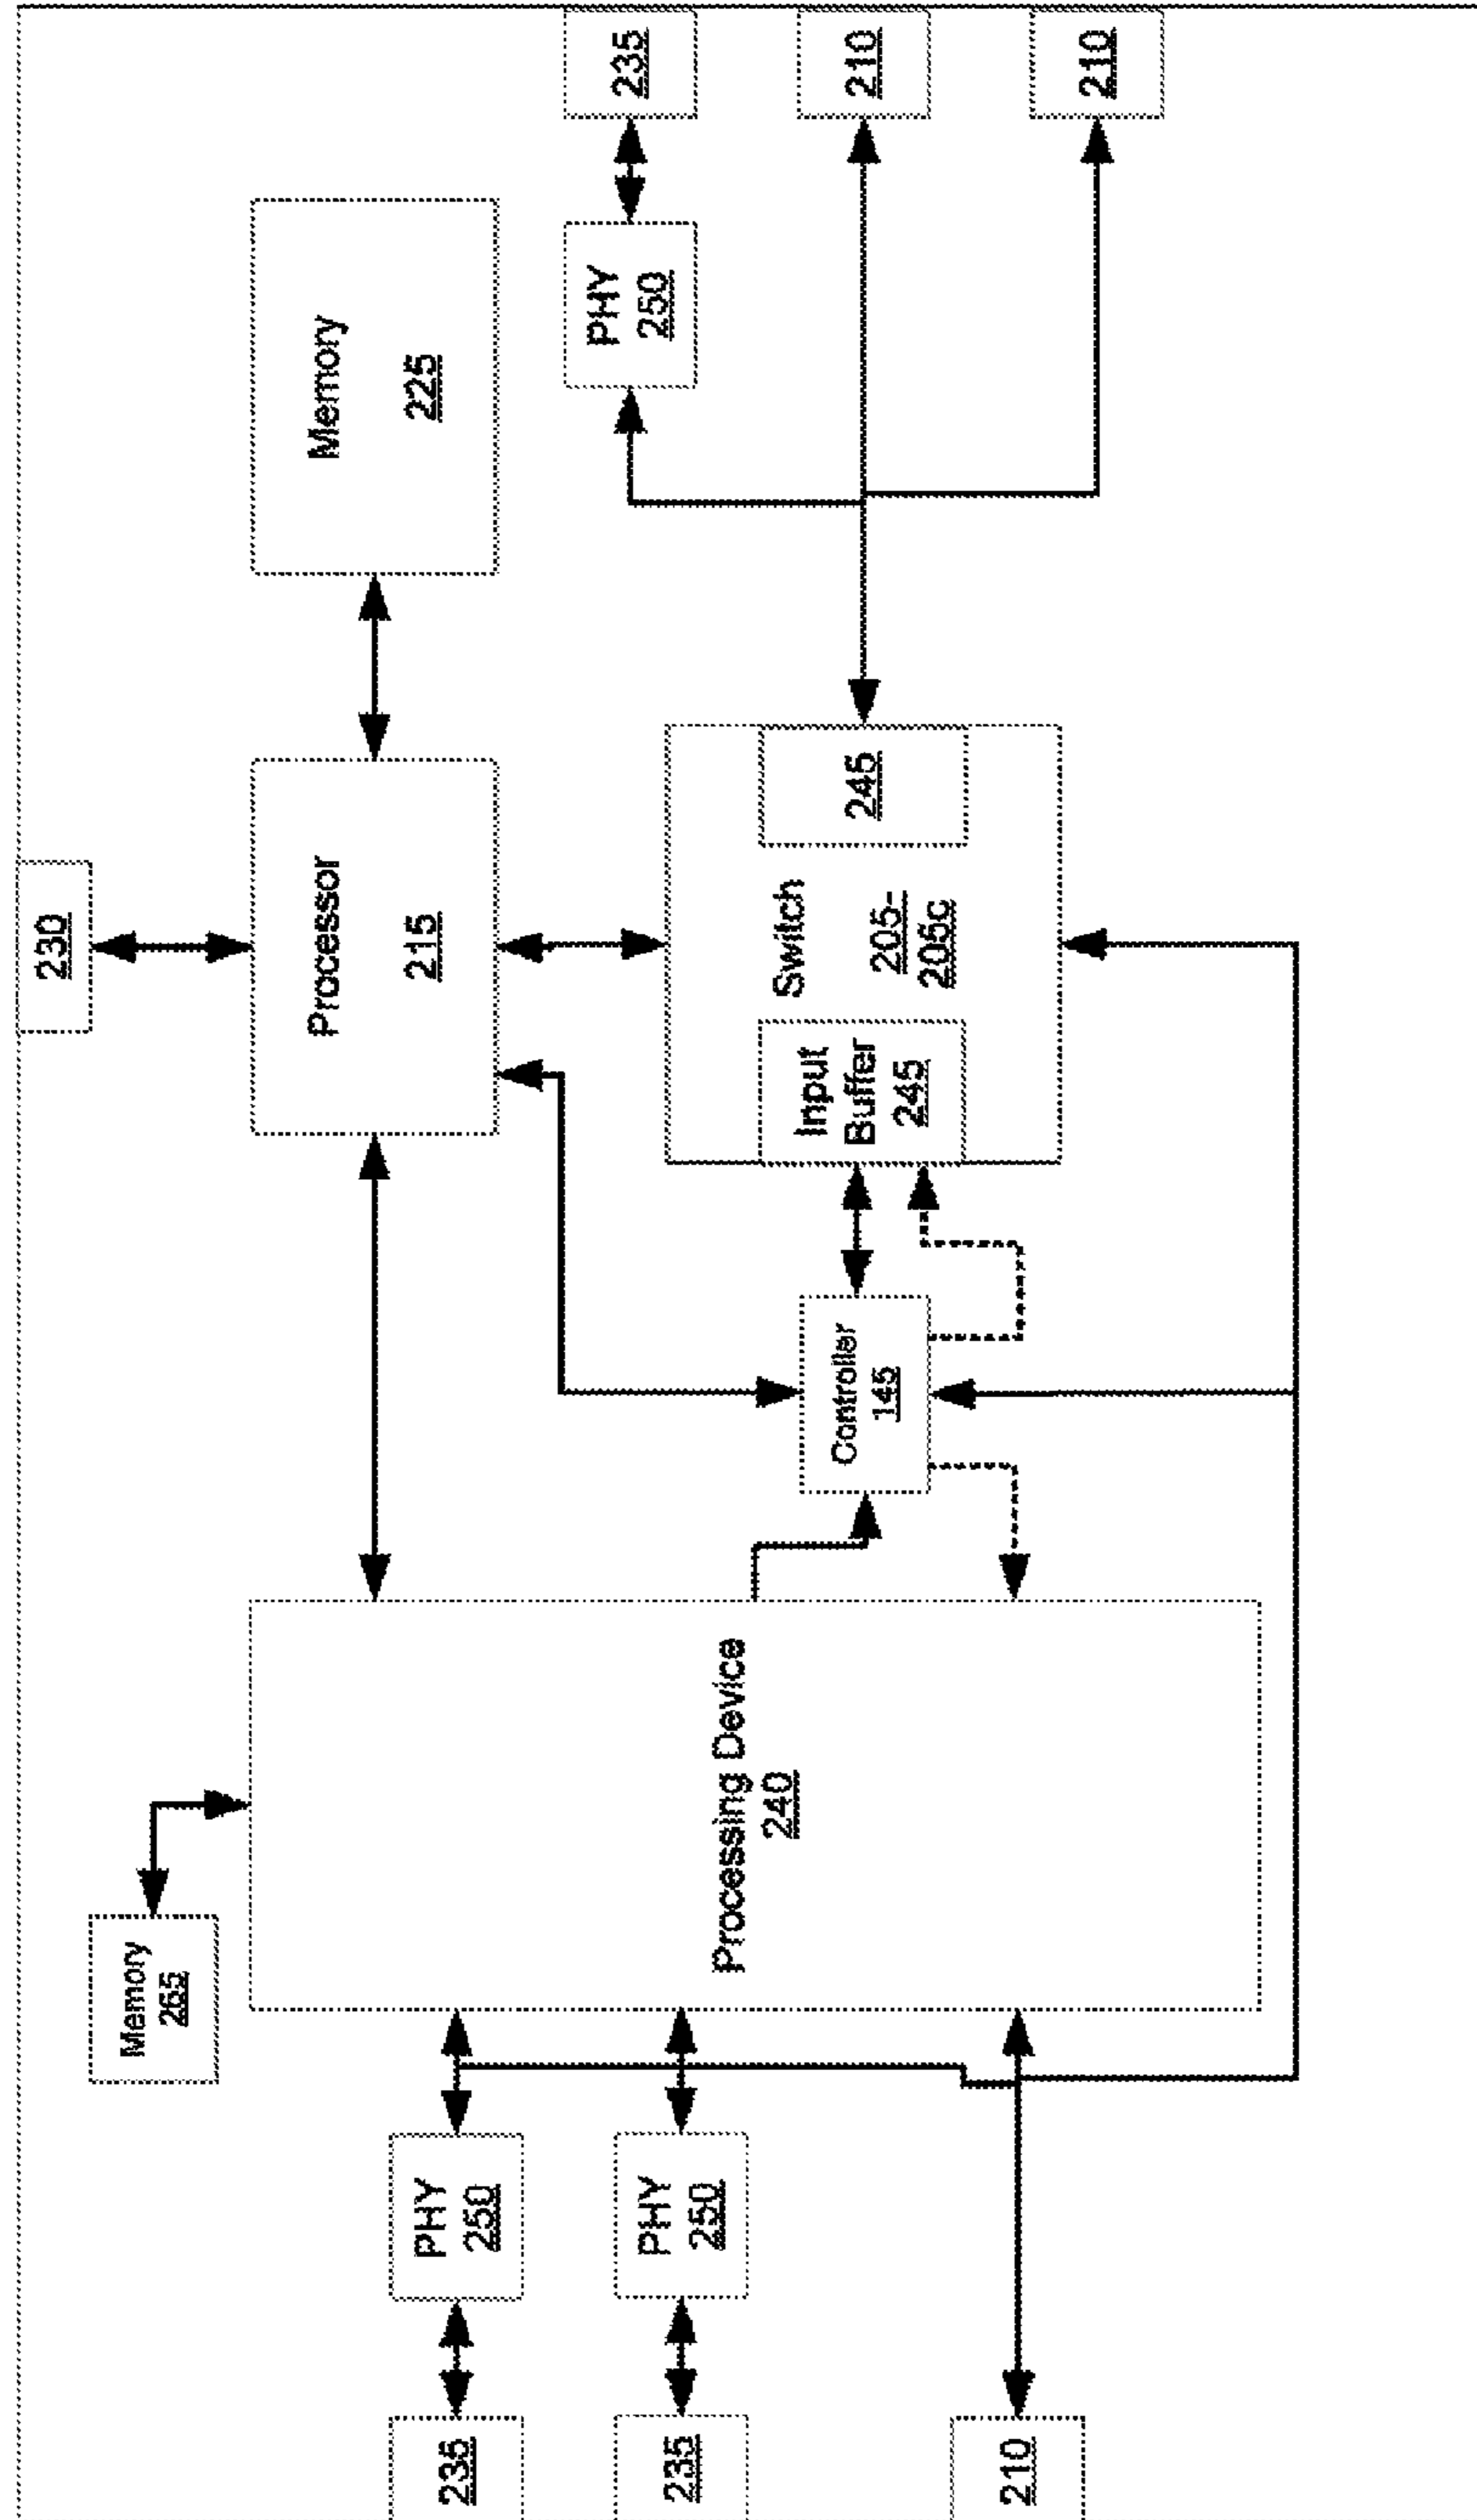 230
Memory
265
Processor
215
Memory
225
235
PHY
250
PHY
250
235
235
PHY
250
Processing Device
240
Controller
145
Input
Buffer
245
Switch
205-
205c
245
210
210
210